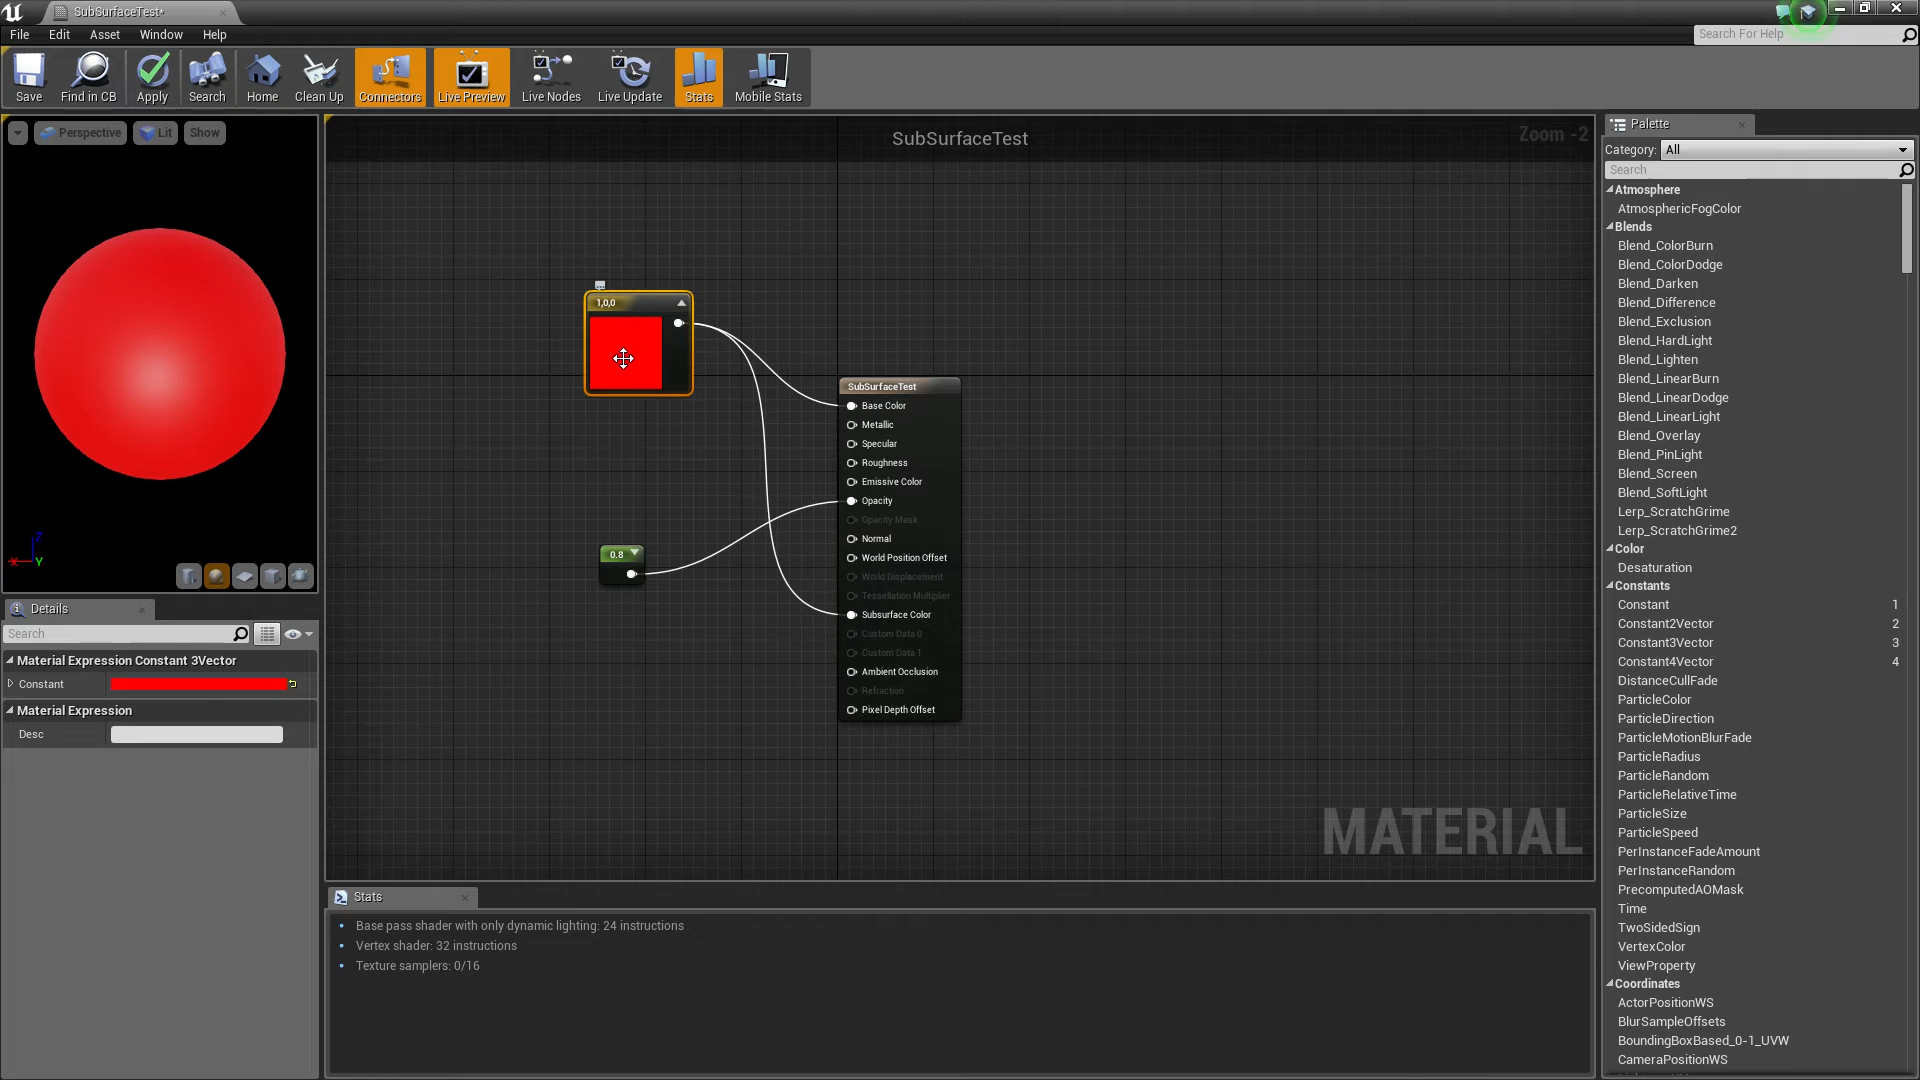 SubSurfaceTest*
File Edit Asset Window Help
Search For Help
Save Find in CB Apply Search Home Clean Up Connectors Live Preview Live Nodes Live Update Stats Mobile Stats
Perspective Lit Show
SubSurfaceTest
Zoom -2
1,0,0
0.8
SubSurfaceTest
Base Color
Metallic
Specular
Roughness
Emissive Color
Opacity
Opacity Mask
Normal
World Position Offset
World Displacement
Tessellation Multiplier
Subsurface Color
Custom Data 0
Custom Data 1
Ambient Occlusion
Refraction
Pixel Depth Offset
MATERIAL
X
Y
Z
Details
Search
Material Expression Constant 3Vector
Constant
Material Expression
Desc
Stats
Base pass shader with only dynamic lighting: 24 instructions
Vertex shader: 32 instructions
Texture samplers: 0/16
Palette
Category: All
Search
Atmosphere
AtmosphericFogColor
Blends
Blend_ColorBurn
Blend_ColorDodge
Blend_Darken
Blend_Difference
Blend_Exclusion
Blend_HardLight
Blend_Lighten
Blend_LinearBurn
Blend_LinearDodge
Blend_LinearLight
Blend_Overlay
Blend_PinLight
Blend_Screen
Blend_SoftLight
Lerp_ScratchGrime
Lerp_ScratchGrime2
Color
Desaturation
Constants
Constant 1
Constant2Vector 2
Constant3Vector 3
Constant4Vector 4
DistanceCullFade
ParticleColor
ParticleDirection
ParticleMotionBlurFade
ParticleRadius
ParticleRandom
ParticleRelativeTime
ParticleSize
ParticleSpeed
PerInstanceFadeAmount
PerInstanceRandom
PrecomputedAOMask
Time
TwoSidedSign
VertexColor
ViewProperty
Coordinates
ActorPositionWS
BlurSampleOffsets
BoundingBoxBased_0-1_UVW
CameraPositionWS